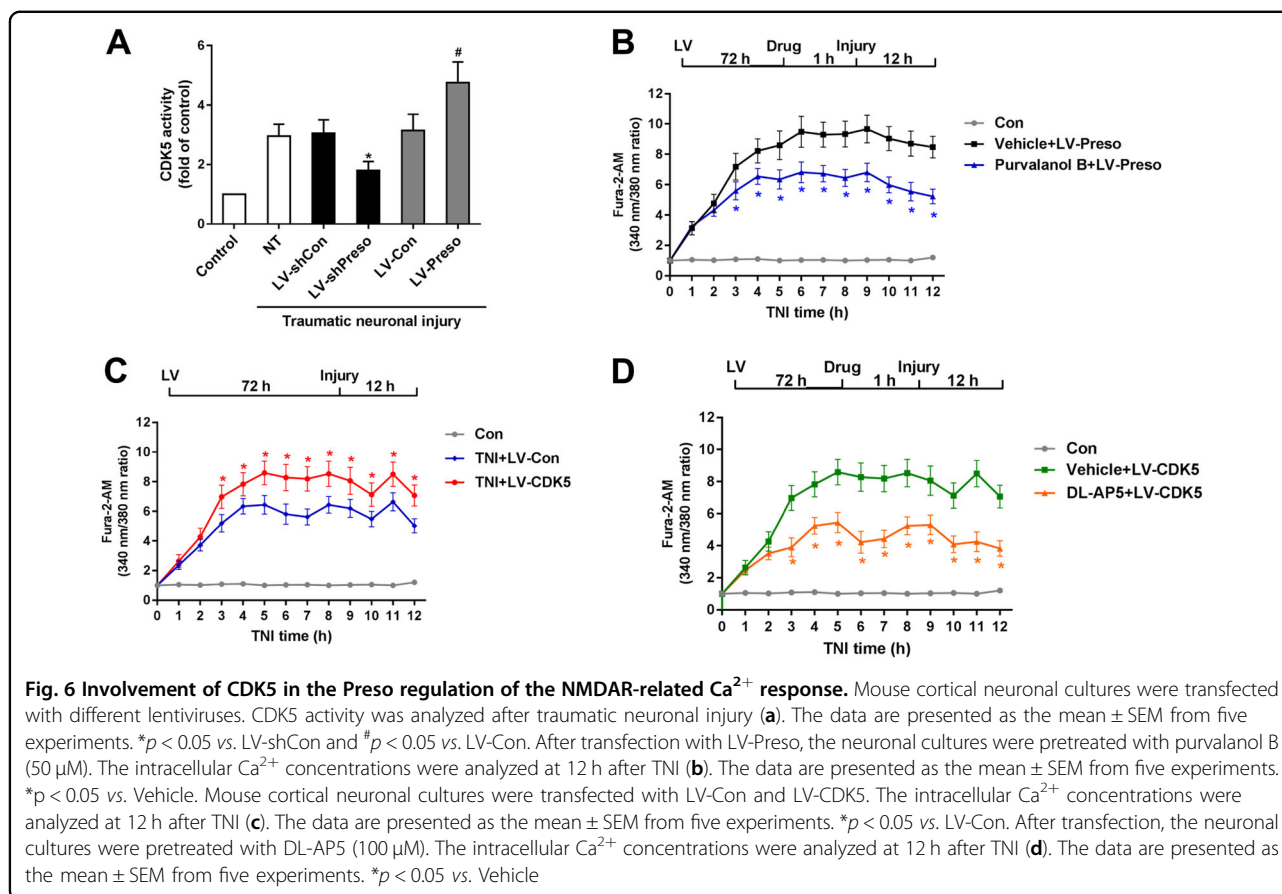 A
CDK5 activity
(fold of control)
6
4
2
0
#
*
Control
NT
LV-shCon
LV-shPreso
LV-Con
LV-Preso
Traumatic neuronal injury
B
LV Drug Injury
72 h 1 h 12 h
Fura-2-AM
(340 nm/380 nm ratio)
12
10
8
6
4
2
0
* * * * * * * * * *
0 1 2 3 4 5 6 7 8 9 10 11 12
TNI time (h)
Con
Vehicle+LV-Preso
Purvalanol B+LV-Preso
C
LV Injury
72 h 12 h
Fura-2-AM
(340 nm/380 nm ratio)
12
10
8
6
4
2
0
* * * * * * * * * *
0 1 2 3 4 5 6 7 8 9 10 11 12
TNI time (h)
Con
TNI+LV-Con
TNI+LV-CDK5
D
LV Drug Injury
72 h 1 h 12 h
Fura-2-AM
(340 nm/380 nm ratio)
12
10
8
6
4
2
0
* * * * * * * * * *
0 1 2 3 4 5 6 7 8 9 10 11 12
TNI time (h)
Con
Vehicle+LV-CDK5
DL-AP5+LV-CDK5
Fig. 6 Involvement of CDK5 in the Preso regulation of the NMDAR-related Ca²⁺ response. Mouse cortical neuronal cultures were transfected
with different lentiviruses. CDK5 activity was analyzed after traumatic neuronal injury (a). The data are presented as the mean ± SEM from five
experiments. *p < 0.05 vs. LV-shCon and #p < 0.05 vs. LV-Con. After transfection with LV-Preso, the neuronal cultures were pretreated with purvalanol B
(50 μM). The intracellular Ca²⁺ concentrations were analyzed at 12 h after TNI (b). The data are presented as the mean ± SEM from five experiments.
*p < 0.05 vs. Vehicle. Mouse cortical neuronal cultures were transfected with LV-Con and LV-CDK5. The intracellular Ca²⁺ concentrations were
analyzed at 12 h after TNI (c). The data are presented as the mean ± SEM from five experiments. *p < 0.05 vs. LV-Con. After transfection, the neuronal
cultures were pretreated with DL-AP5 (100 μM). The intracellular Ca²⁺ concentrations were analyzed at 12 h after TNI (d). The data are presented as
the mean ± SEM from five experiments. *p < 0.05 vs. Vehicle